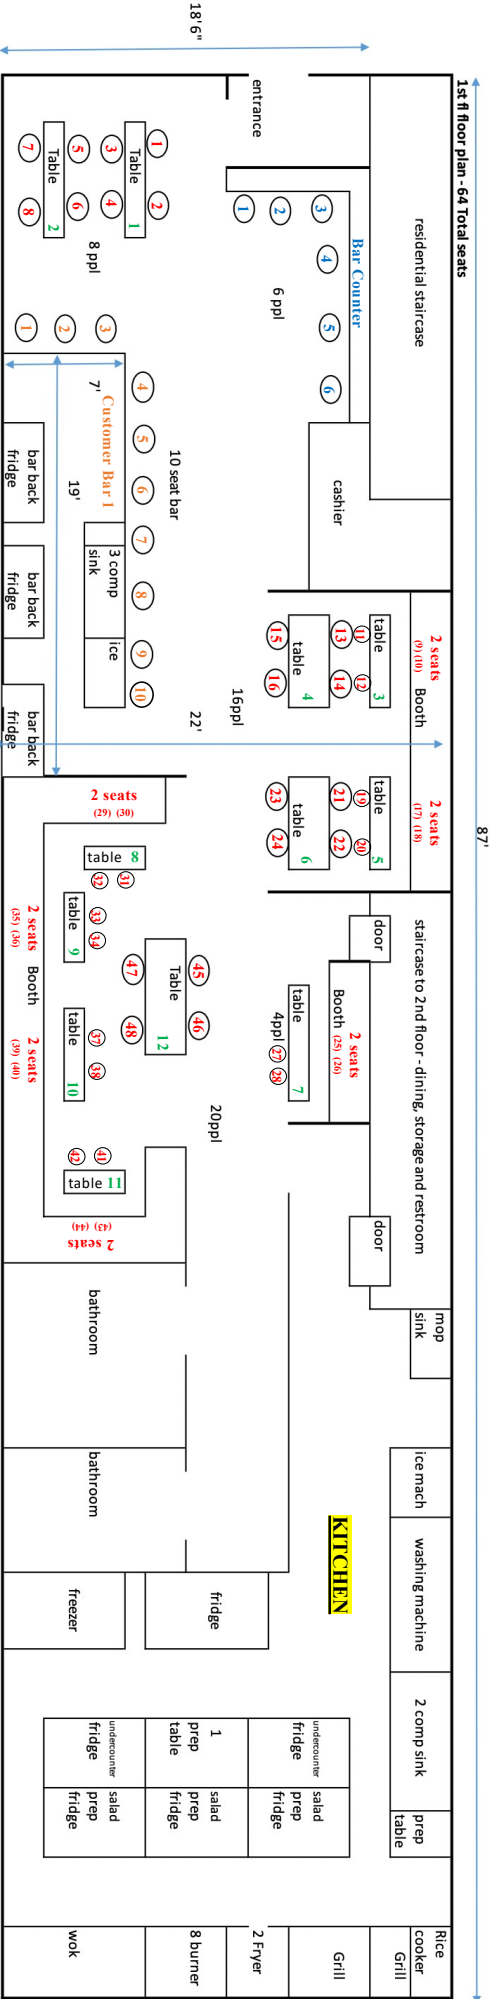 1st fl floor plan - 64 Total seats
87'
18'6"
entrance
residential staircase
Bar Counter
1
2
3
4
5
6
6 ppl
cashier
1
2
3
4
Table
1
5
6
7
8
Table
2
8 ppl
1
2
3
4
5
6
7
8
9
10
10 seat bar
Customer Bar 1
7'
19'
3 comp
sink
ice
bar back
fridge
bar back
fridge
bar back
fridge
22'
16ppl
2 seats
(9) (10)
Booth
2 seats
(17) (18)
table
3
11
12
13
14
table
4
15
16
table
5
19
20
21
22
table
6
23
24
staircase to 2nd floor - dining, storage and restroom
door
door
2 seats
Booth (25) (26)
table
7
4ppl
27
28
2 seats
(29) (30)
table 8
31
32
table
9
33
34
2 seats
(35) (36)
Booth
2 seats
(39) (40)
table
10
37
38
table 11
41
42
2 seats
(43) (44)
Table
12
45
46
47
48
20ppl
bathroom
bathroom
mop
sink
ice mach
washing machine
2 comp sink
prep
table
KITCHEN
fridge
freezer
undercounter
fridge
salad
prep
fridge
1
prep
table
salad
prep
fridge
undercounter
fridge
salad
prep
fridge
Rice
cooker
Grill
Grill
2 Fryer
8 burner
wok